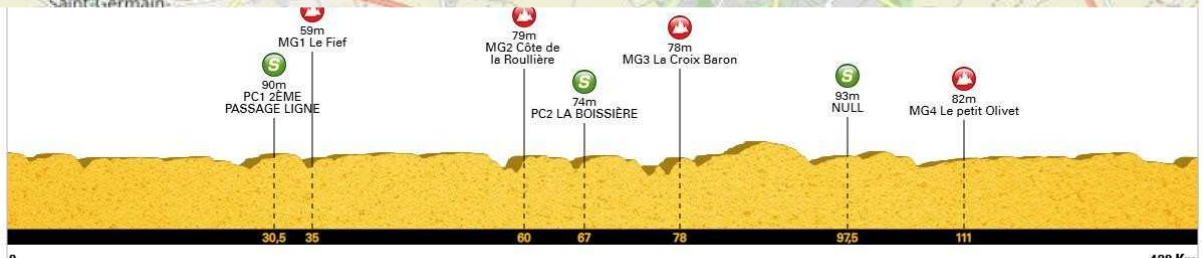 Saint-Germain-
59m
MG1 Le Fief
S
90m
PC1 2ÈME
PASSAGE LIGNE
79m
MG2 Côte de
la Roullière
S
74m
PC2 LA BOISSIÈRE
78m
MG3 La Croix Baron
S
93m
NULL
82m
MG4 Le petit Olivet
30,5 35 60 67 78 97,5 111